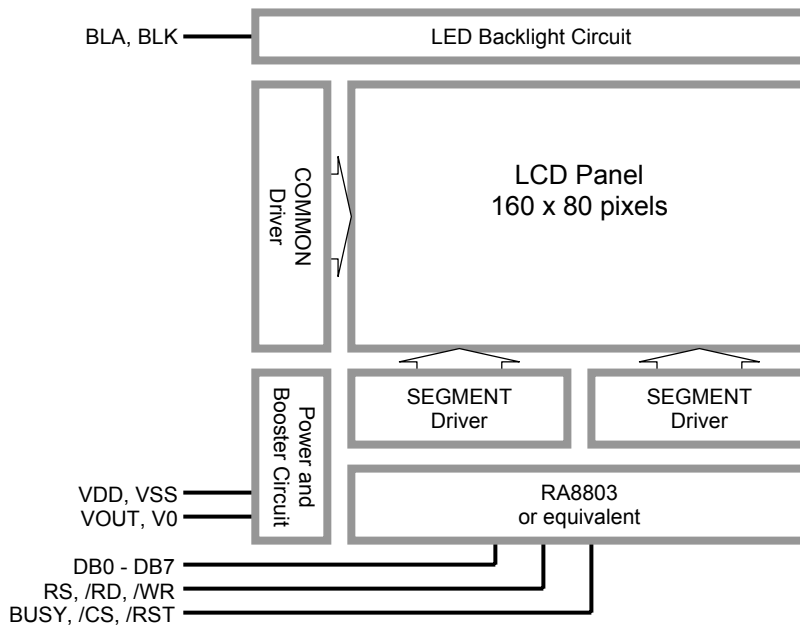 BLA, BLK
LED Backlight Circuit
COMMON
Driver
LCD Panel
160 x 80 pixels
Power and
Booster Circuit
SEGMENT
Driver
SEGMENT
Driver
VDD, VSS
VOUT, V0
RA8803
or equivalent
DB0 - DB7
RS, /RD, /WR
BUSY, /CS, /RST